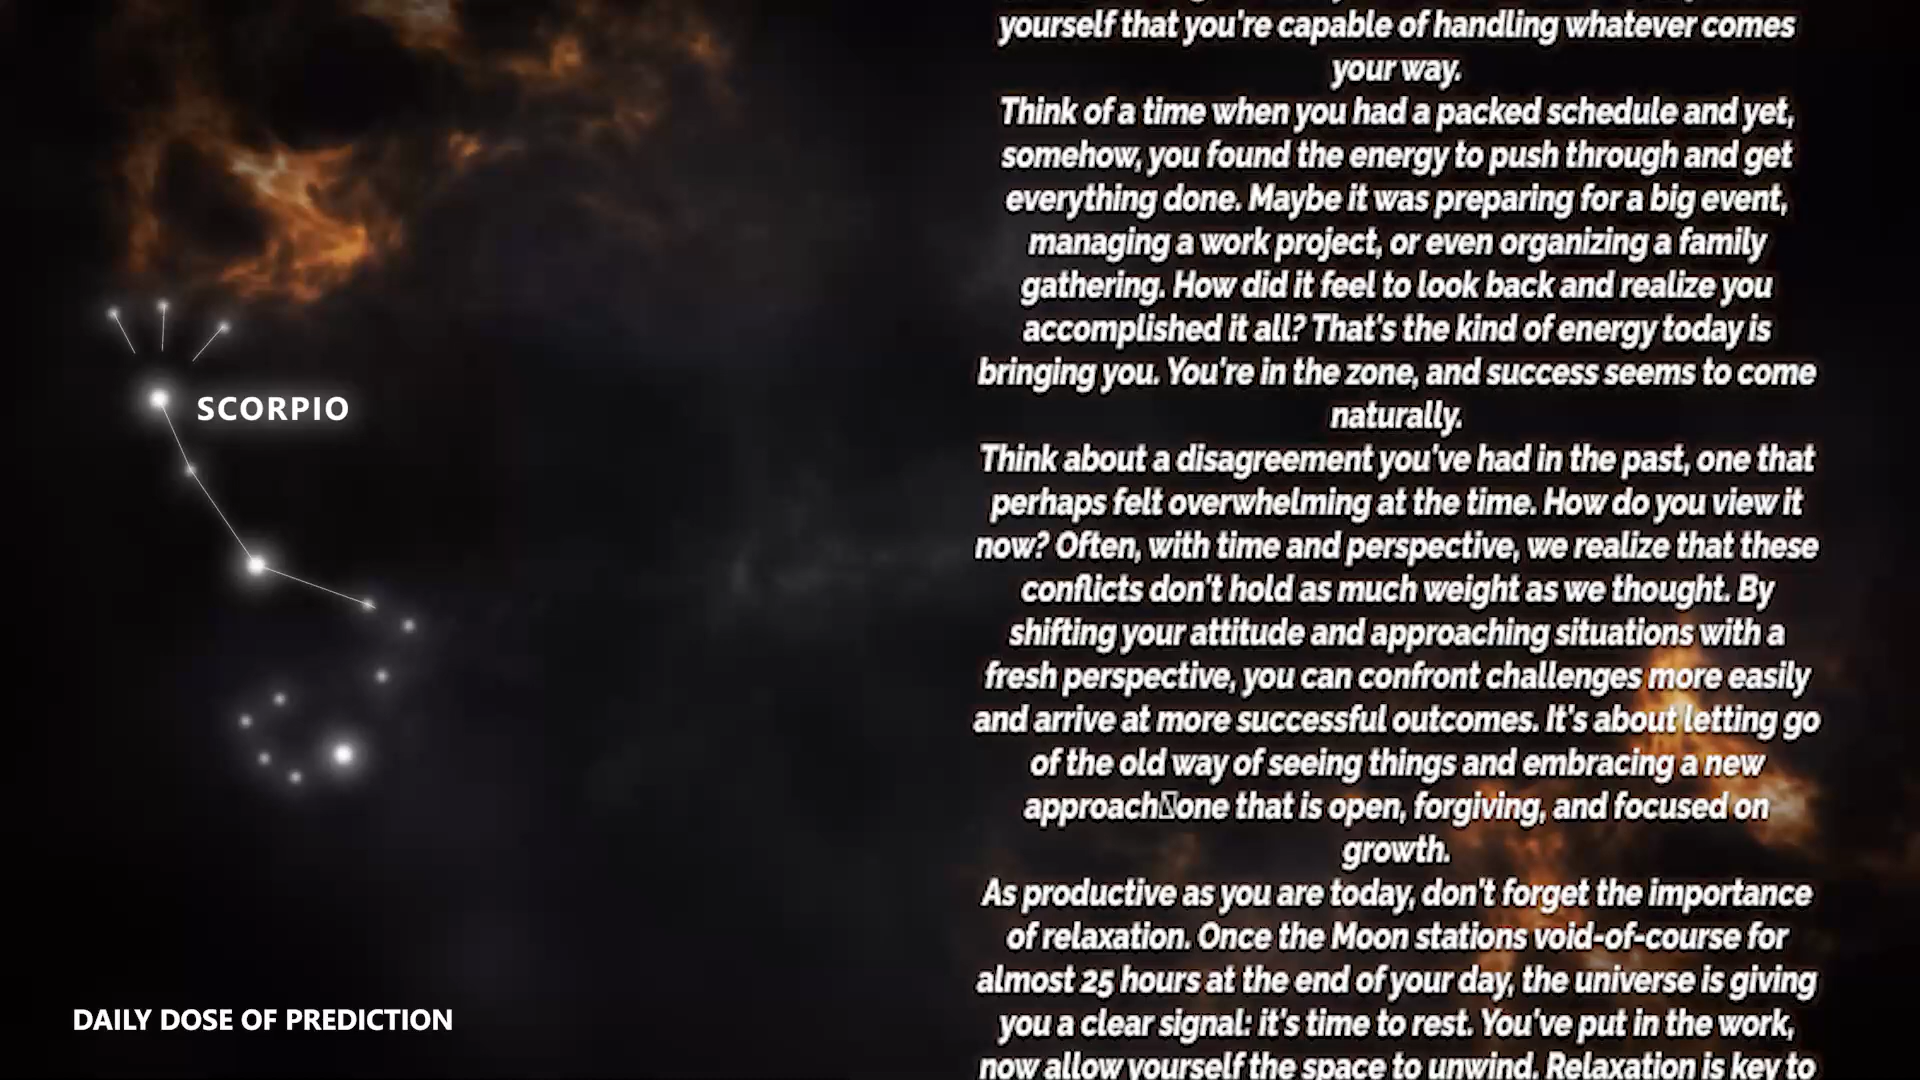 yourself that you're capable of handling whatever comes
your way.
Think of a time when you had a packed schedule and yet,
somehow, you found the energy to push through and get
everything done. Maybe it was preparing for a big event,
managing a work project, or even organizing a family
gathering. How did it feel to look back and realize you
accomplished it all? That's the kind of energy today is
bringing you. You're in the zone, and success seems to come
naturally.
Think about a disagreement you've had in the past, one that
perhaps felt overwhelming at the time. How do you view it
now? Often, with time and perspective, we realize that these
conflicts don't hold as much weight as we thought. By
shifting your attitude and approaching situations with a
fresh perspective, you can confront challenges more easily
and arrive at more successful outcomes. It's about letting go
of the old way of seeing things and embracing a new
approach▯one that is open, forgiving, and focused on
growth.
As productive as you are today, don't forget the importance
of relaxation. Once the Moon stations void-of-course for
almost 25 hours at the end of your day, the universe is giving
you a clear signal: it's time to rest. You've put in the work,
now allow yourself the space to unwind. Relaxation is key to
SCORPIO
DAILY DOSE OF PREDICTION